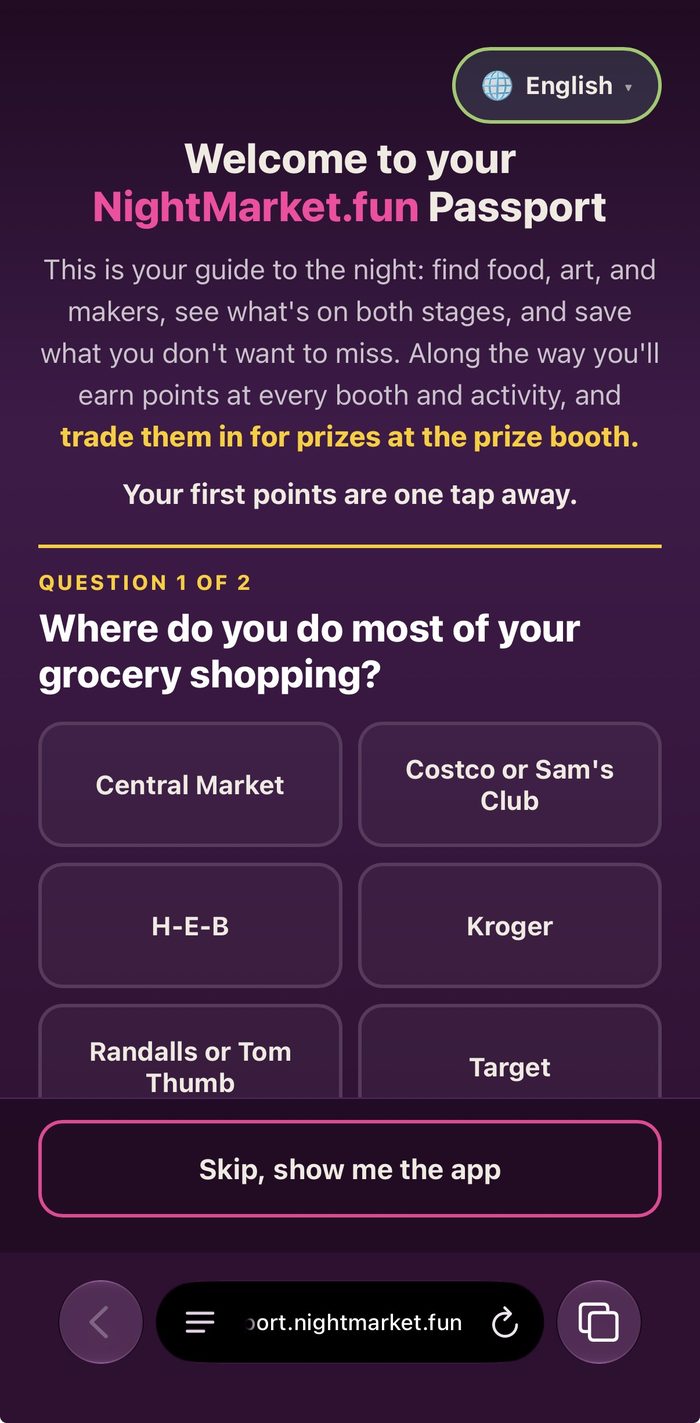 English
Welcome to your
NightMarket.fun Passport
This is your guide to the night: find food, art, and
makers, see what's on both stages, and save
what you don't want to miss. Along the way you'll
earn points at every booth and activity, and
trade them in for prizes at the prize booth.
Your first points are one tap away.
QUESTION 1 OF 2
Where do you do most of your
grocery shopping?
Central Market
Costco or Sam's
Club
H-E-B
Kroger
Randalls or Tom
Thumb
Target
Skip, show me the app
ort.nightmarket.fun